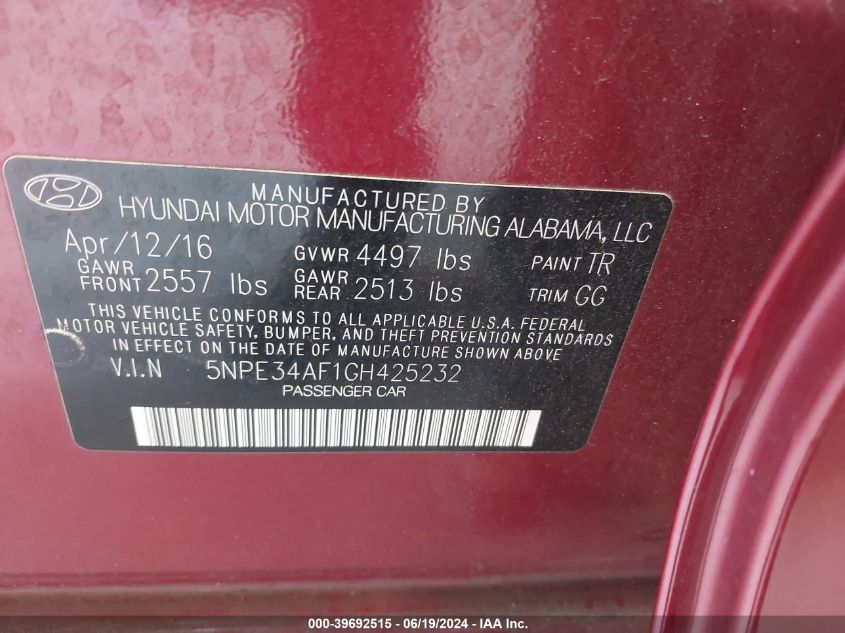 MANUFACTURED BY
HYUNDAI MOTOR MANUFACTURING ALABAMA, LLC
Apr/12/16 GVWR 4497 lbs PAINT TR
GAWR FRONT 2557 lbs GAWR REAR 2513 lbs TRIM GG
THIS VEHICLE CONFORMS TO ALL APPLICABLE U.S.A. FEDERAL
MOTOR VEHICLE SAFETY, BUMPER, AND THEFT PREVENTION STANDARDS
IN EFFECT ON THE DATE OF MANUFACTURE SHOWN ABOVE
V.I.N 5NPE34AF1GH425232
PASSENGER CAR
000-39692515 - 06/19/2024 - IAA Inc.